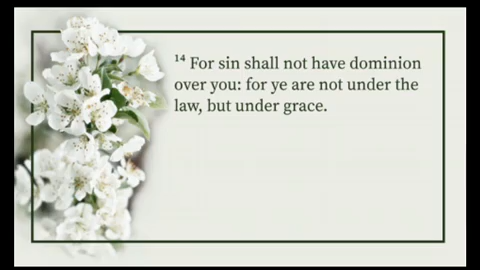 ¹⁴ For sin shall not have dominion
over you: for ye are not under the
law, but under grace.